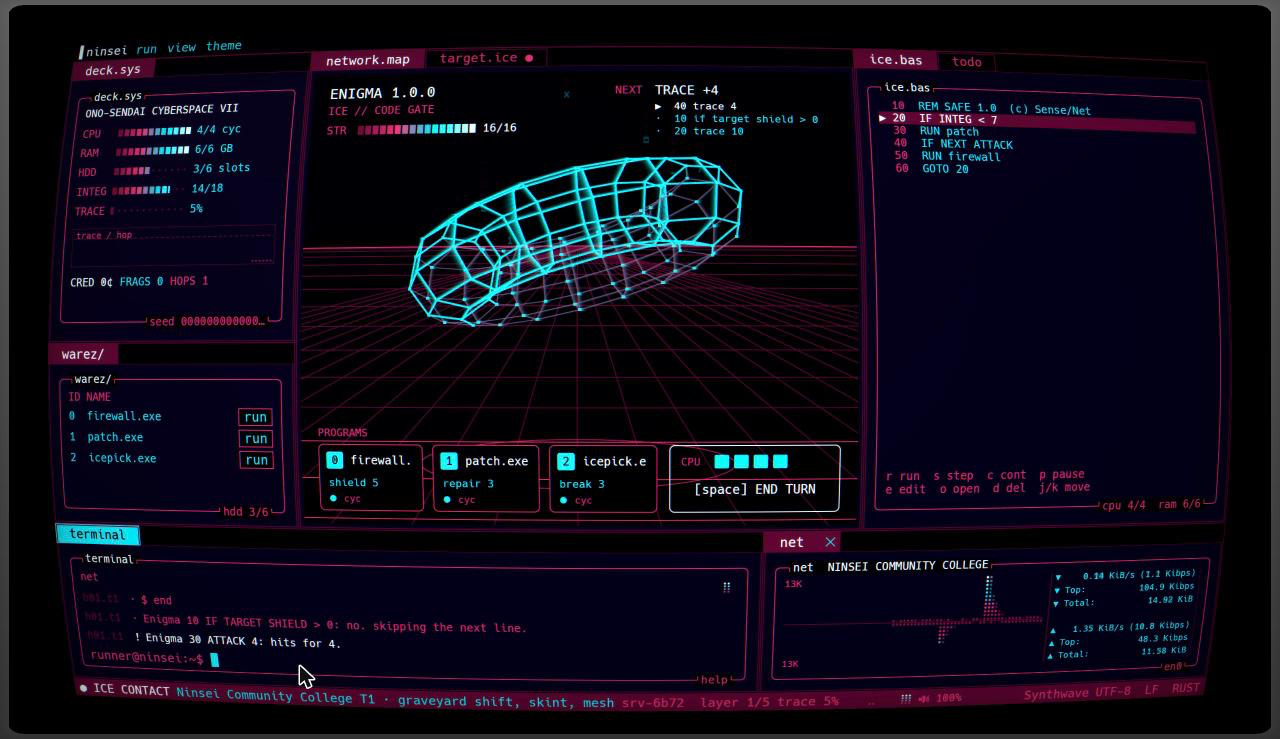 ninsei run view theme
deck.sys
deck.sys
ONO-SENDAI CYBERSPACE VII
CPU 4/4 cyc
RAM 6/6 GB
HDD 3/6 slots
INTEG 14/18
TRACE 5%
trace / hop
CRED 0¢ FRAGS 0 HOPS 1
seed 000000000000…
warez/
warez/
ID NAME
0 firewall.exe run
1 patch.exe run
2 icepick.exe run
hdd 3/6
network.map target.ice ●
ENIGMA 1.0.0
ICE // CODE GATE
STR 16/16
x
NEXT TRACE +4
▶ 40 trace 4
· 10 if target shield > 0
· 20 trace 10
PROGRAMS
0 firewall.
shield 5
● cyc
1 patch.exe
repair 3
● cyc
2 icepick.e
break 3
● cyc
CPU
[space] END TURN
ice.bas todo
ice.bas
10 REM SAFE 1.0 (c) Sense/Net
▶ 20 IF INTEG < 7
30 RUN patch
40 IF NEXT ATTACK
50 RUN firewall
60 GOTO 20
r run s step c cont p pause
e edit o open d del j/k move
cpu 4/4 ram 6/6
terminal
terminal
net
h01.t1 · $ end
h01.t1 · Enigma 10 IF TARGET SHIELD > 0: no. skipping the next line.
h01.t1 ! Enigma 30 ATTACK 4: hits for 4.
runner@ninsei:~$
help
net ×
net NINSEI COMMUNITY COLLEGE
13K
13K
▼ 0.14 KiB/s (1.1 Kibps)
▼ Top: 104.9 Kibps
▼ Total: 14.92 KiB
▲ 1.35 KiB/s (10.8 Kibps)
▲ Top: 48.3 Kibps
▲ Total: 11.58 KiB
en0
● ICE CONTACT Ninsei Community College T1 · graveyard shift, skint, mesh srv-6b72 layer 1/5 trace 5% .. 100% Synthwave UTF-8 LF RUST